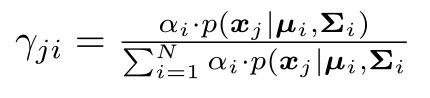 γ_{ji} = \frac{α_i · p(𝒙_j | 𝝁_i, 𝚺_i)}{\sum_{i=1}^{N} α_i · p(𝒙_j | 𝝁_i, 𝚺_i}